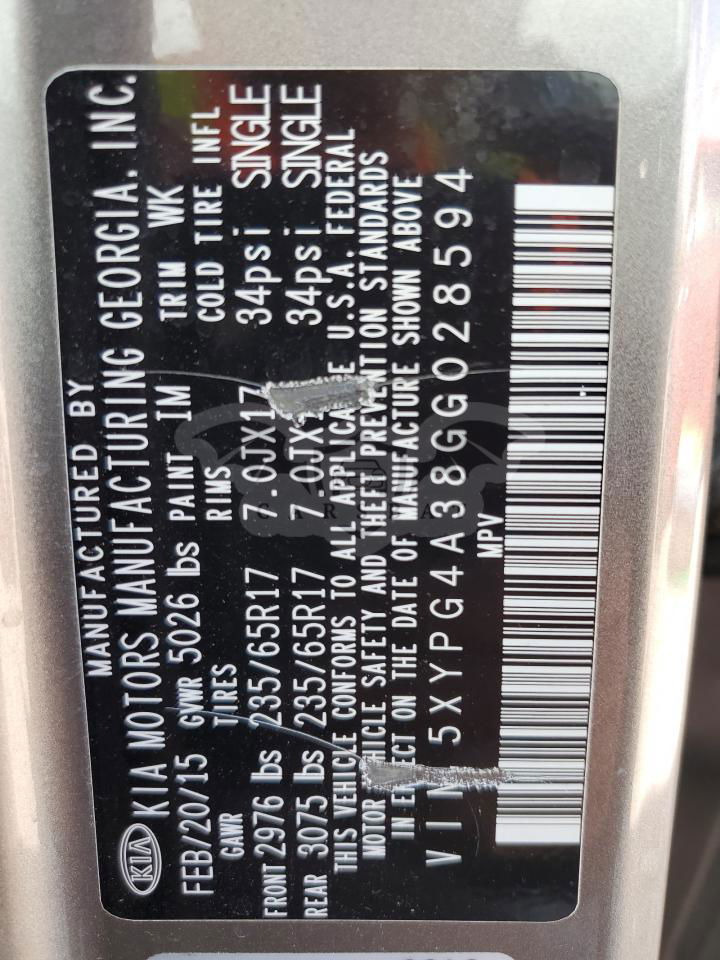 MANUFACTURED BY
KIA KIA MOTORS MANUFACTURING GEORGIA, INC.
FEB/20/15 GVWR 5026 lbs PAINT IM TRIM WK
GAWR TIRES RIMS COLD TIRE INFL
FRONT 2976 lbs 235/65R17 7.0JX17 34psi SINGLE
REAR 3075 lbs 235/65R17 34psi SINGLE
THIS VEHICLE CONFORMS TO ALL APPLICABLE U.S.A. FEDERAL
MOTOR VEHICLE SAFETY AND THEFT PREVENTION STANDARDS
IN EFFECT ON THE DATE OF MANUFACTURE SHOWN ABOVE
VIN 5XYPG4A38GG028594
MPV